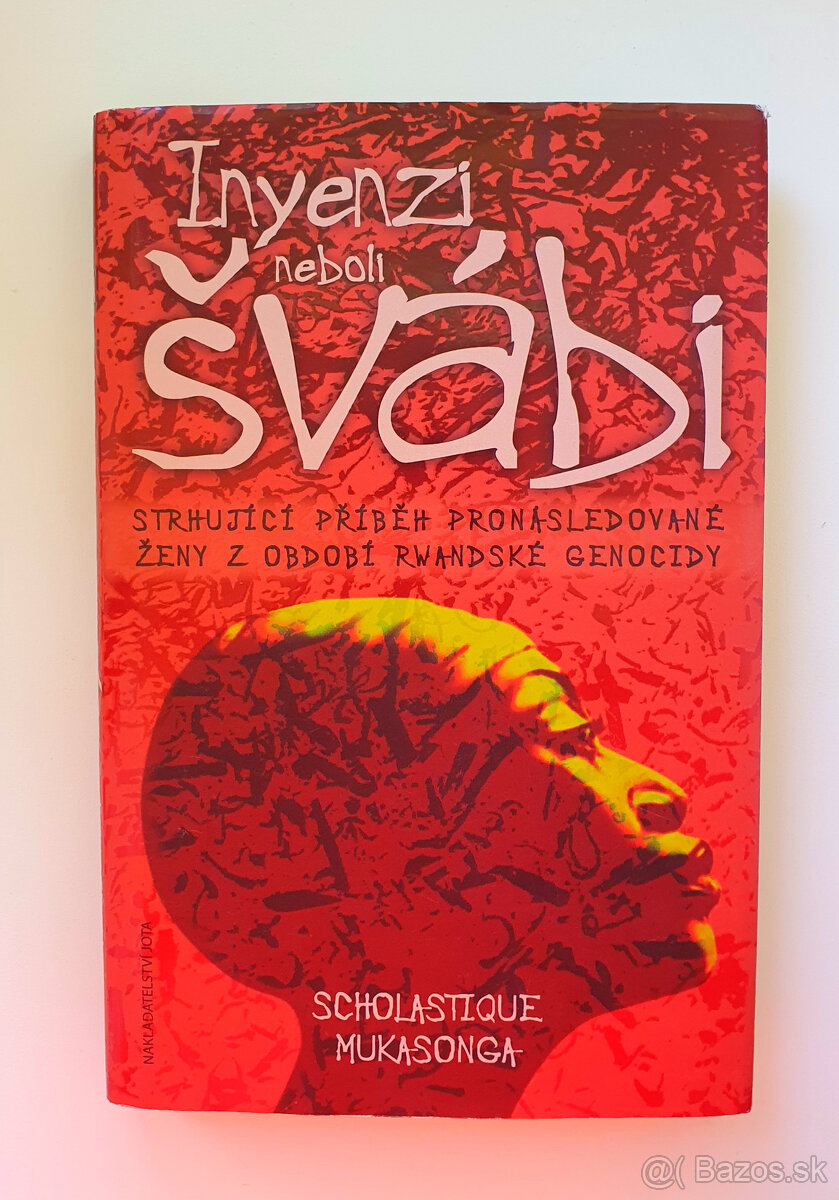 Inyenzi
neboli
švábi
STRHUJÍCÍ PŘÍBĚH PRONÁSLEDOVANÉ
ŽENY Z OBDOBÍ RWANDSKÉ GENOCIDY
NAKLADATELSTVÍ JOTA
SCHOLASTIQUE
MUKASONGA
@( Bazos.sk